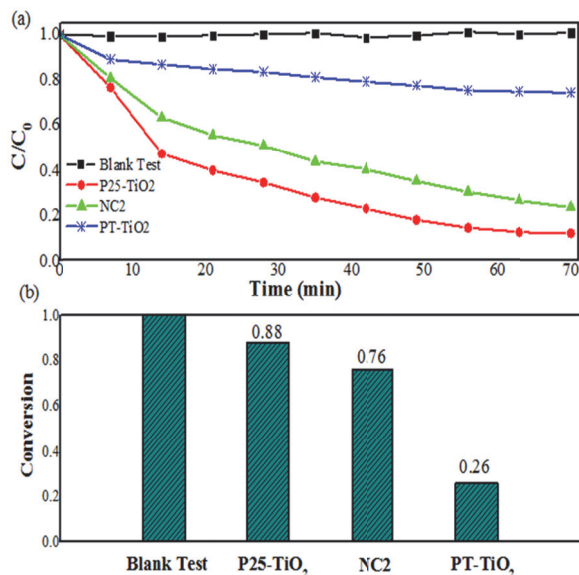 (a)
1.0
0.8
0.6
0.4
0.2
0.0
C/C0
Blank Test
P25-TiO2
NC2
PT-TiO2
0 10 20 30 40 50 60 70
Time (min)
(b)
1.0
0.8
0.6
0.4
0.2
0.0
Conversion
0.88
0.76
0.26
Blank Test P25-TiO, NC2 PT-TiO,